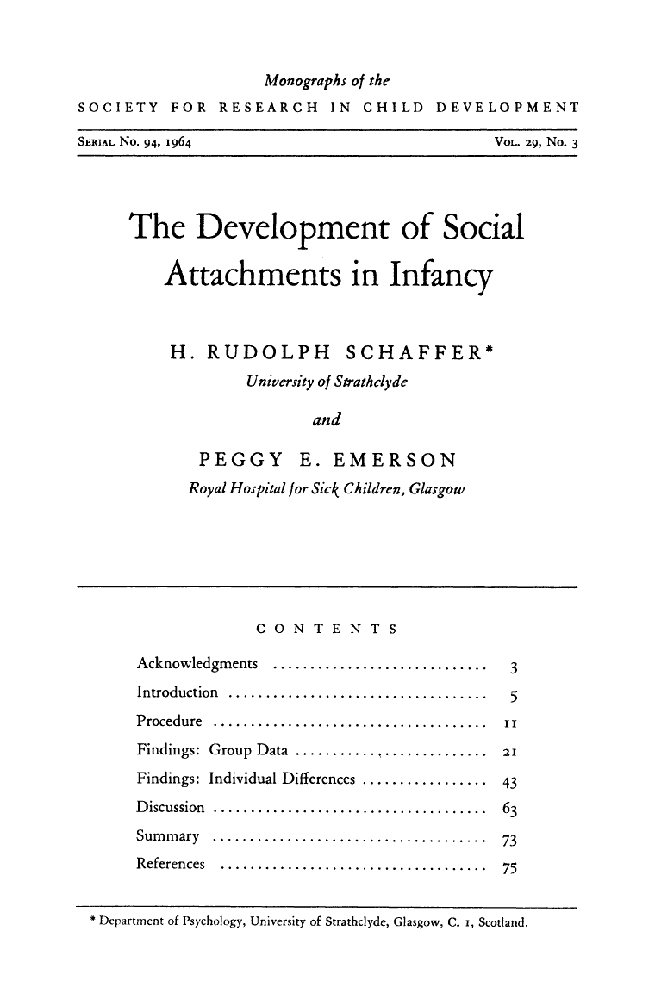 Monographs of the
SOCIETY FOR RESEARCH IN CHILD DEVELOPMENT
SERIAL No. 94, 1964 VOL. 29, No. 3
The Development of Social
Attachments in Infancy
H. RUDOLPH SCHAFFER*
University of Strathclyde
and
PEGGY E. EMERSON
Royal Hospital for Sick Children, Glasgow
CONTENTS
Acknowledgments ............................. 3
Introduction ................................... 5
Procedure ..................................... 11
Findings: Group Data .......................... 21
Findings: Individual Differences ................. 43
Discussion ..................................... 63
Summary ..................................... 73
References .................................... 75
* Department of Psychology, University of Strathclyde, Glasgow, C. 1, Scotland.